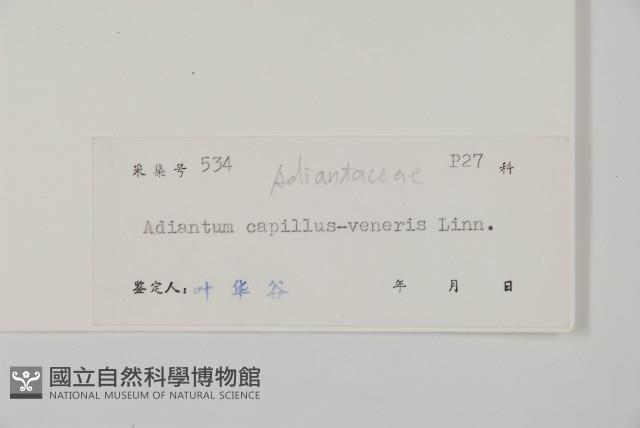 采集号 534 Adiantaceae P27 科
Adiantum capillus-veneris Linn.
鉴定人: 叶华谷 年 月 日
國立自然科學博物館
NATIONAL MUSEUM OF NATURAL SCIENCE